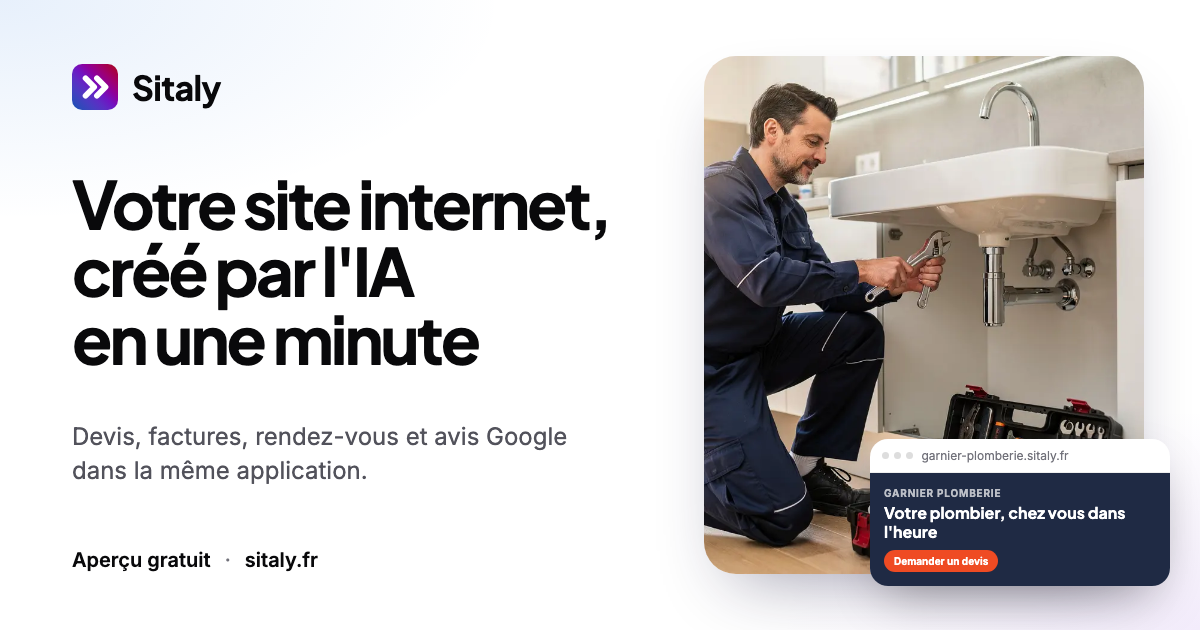 Sitaly
Votre site internet,
créé par l'IA
en une minute
Devis, factures, rendez-vous et avis Google
dans la même application.
Aperçu gratuit · sitaly.fr
garnier-plomberie.sitaly.fr
GARNIER PLOMBERIE
Votre plombier, chez vous dans
l'heure
Demander un devis